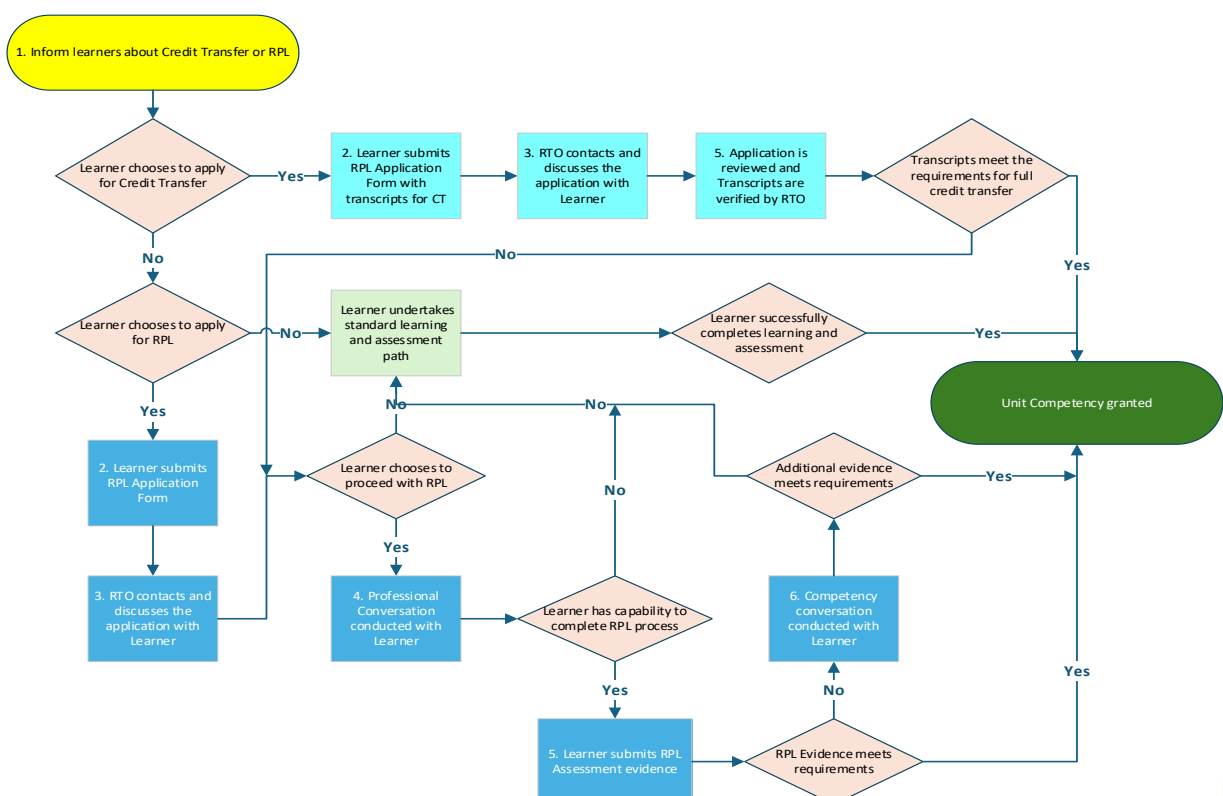 1. Inform learners about Credit Transfer or RPL
Learner chooses to apply
for Credit Transfer
Yes
2. Learner submits
RPL Application
Form with
transcripts for CT
3. RTO contacts and
discusses the
application with
Learner
5. Application is
reviewed and
Transcripts are
verified by RTO
Transcripts meet the
requirements for full
credit transfer
No
No
Yes
Learner chooses to apply
for RPL
No
Learner undertakes
standard learning
and assessment
path
Learner successfully
completes learning and
assessment
Yes
Unit Competency granted
Yes
No
No
2. Learner submits
RPL Application
Form
Learner chooses to
proceed with RPL
No
Additional evidence
meets requirements
Yes
Yes
3. RTO contacts and
discusses the
application with
Learner
4. Professional
Conversation
conducted with
Learner
Learner has capability to
complete RPL process
6. Competency
conversation
conducted with
Learner
Yes
Yes
No
5. Learner submits RPL
Assessment evidence
RPL Evidence meets
requirements